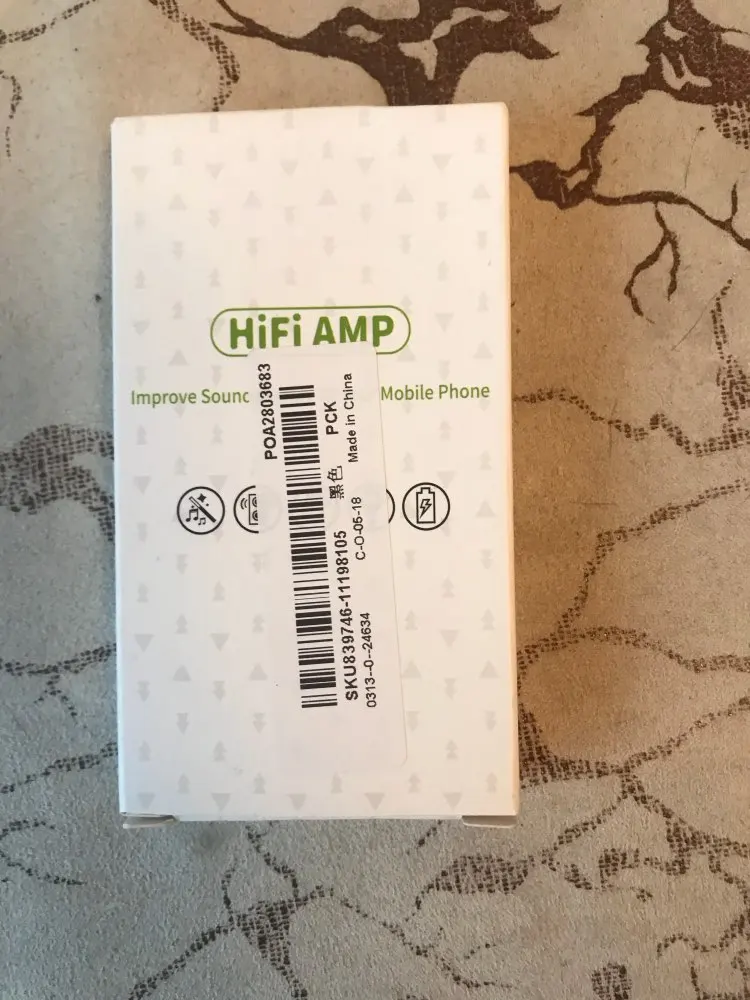 HiFi AMP
Improve Sound
Mobile Phone
POA2803683
黑色 PCK
Made in China
SKU839746-11198105
C-O-05-18
0313--0--24634